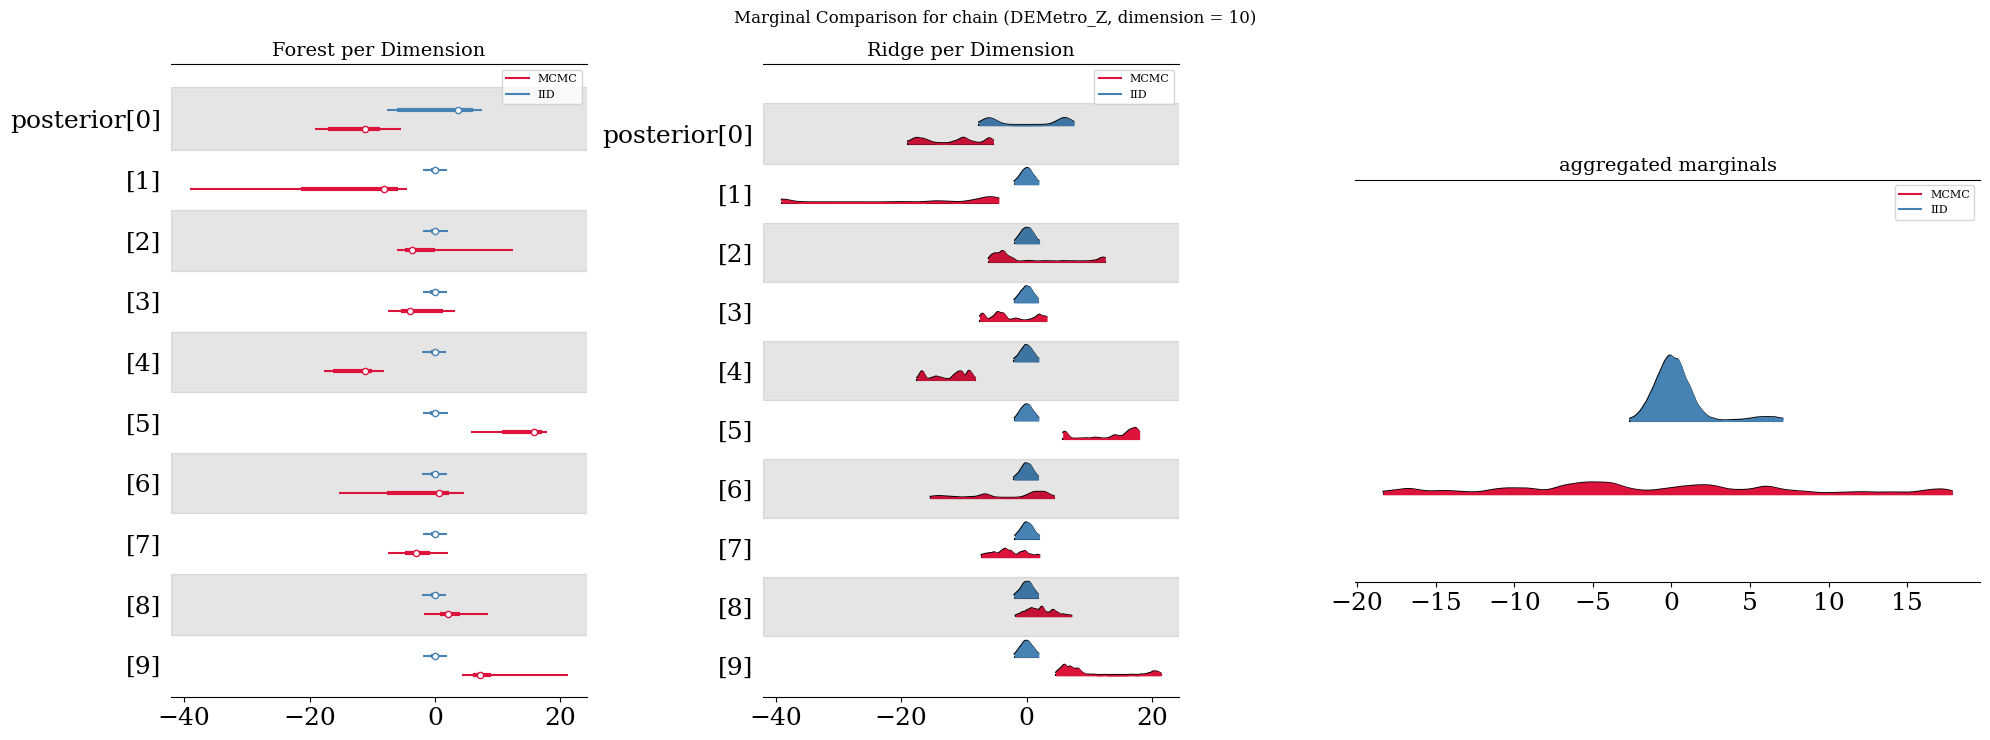 Marginal Comparison for chain (DEMetro_Z, dimension = 10)
Forest per Dimension
MCMC
IID
posterior[0]
[1]
[2]
[3]
[4]
[5]
[6]
[7]
[8]
[9]
−40 −20 0 20
Ridge per Dimension
MCMC
IID
posterior[0]
[1]
[2]
[3]
[4]
[5]
[6]
[7]
[8]
[9]
−40 −20 0 20
aggregated marginals
MCMC
IID
−20 −15 −10 −5 0 5 10 15